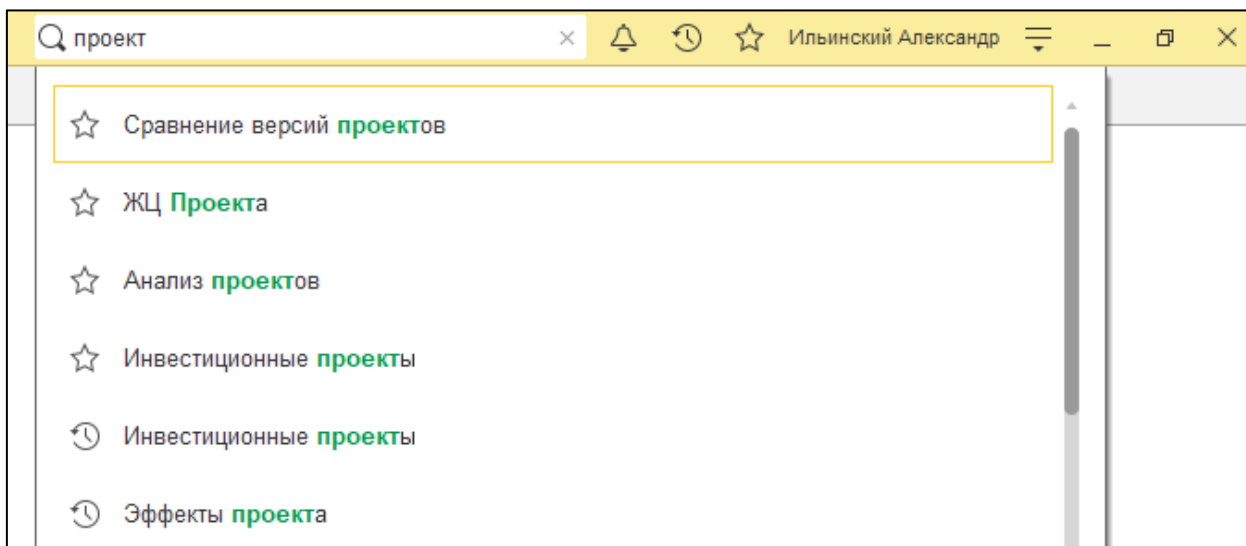 проект
Ильинский Александр
Сравнение версий проектов
ЖЦ Проекта
Анализ проектов
Инвестиционные проекты
Инвестиционные проекты
Эффекты проекта